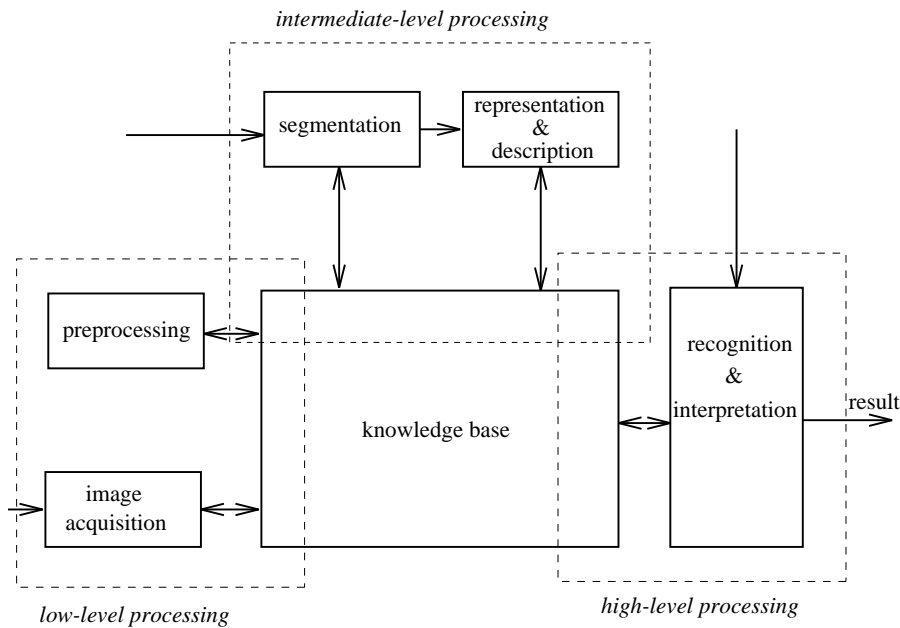 intermediate-level processing
segmentation
representation
&
description
preprocessing
knowledge base
recognition
&
interpretation
result
image
acquisition
low-level processing
high-level processing